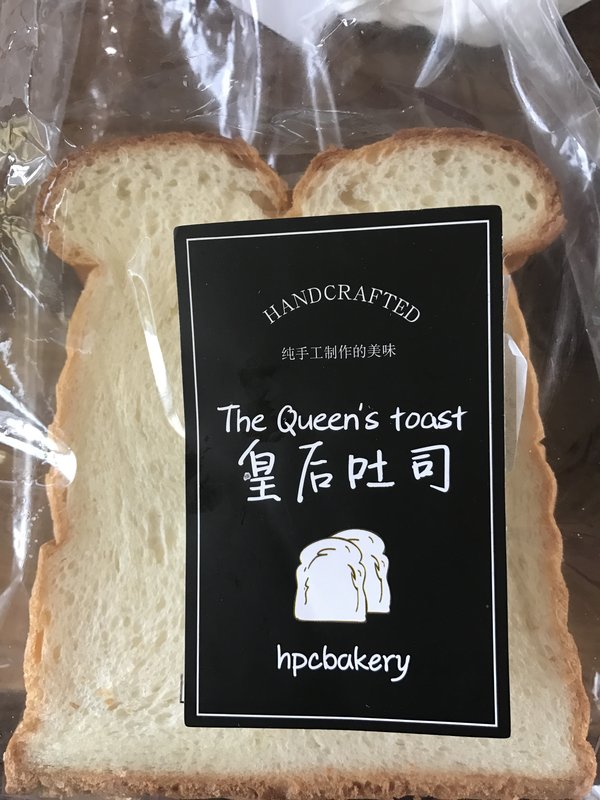 HANDCRAFTED
纯手工制作的美味
The Queen's toast
皇后吐司
hpcbakery